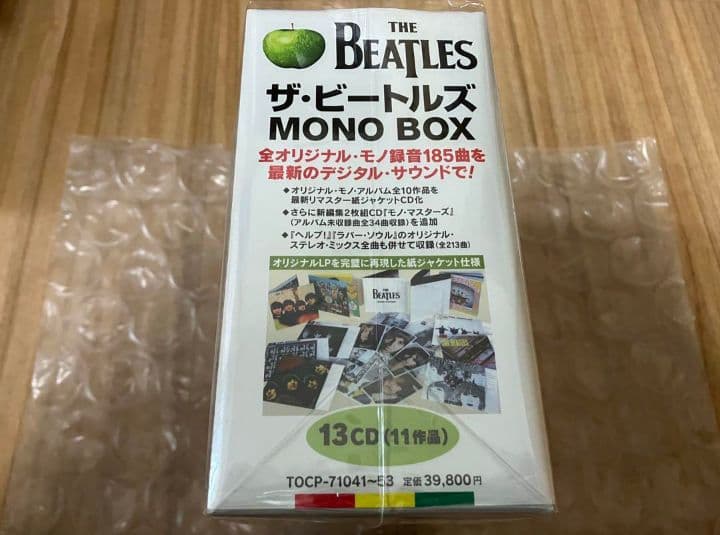 THE
BEATLES
ザ・ビートルズ
MONO BOX
全オリジナル・モノ録音185曲を
最新のデジタル・サウンドで!
◆オリジナル・モノ・アルバム全10作品を
最新リマスター紙ジャケットCD化
◆さらに新編集2枚組CD『モノ・マスターズ』
(アルバム未収録曲全34曲収録)を追加
◆『ヘルプ!』『ラバー・ソウル』のオリジナル・
ステレオ・ミックス全曲も併せて収録(全213曲)
オリジナルLPを完璧に再現した紙ジャケット仕様
THE
BEATLES
13CD(11作品)
TOCP-71041~53 定価39,800円